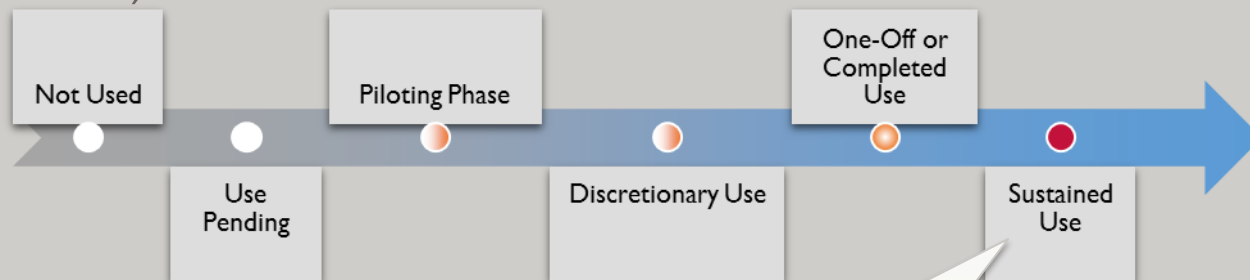 Not Used
Piloting Phase
One-Off or
Completed
Use
Use
Pending
Discretionary Use
Sustained
Use